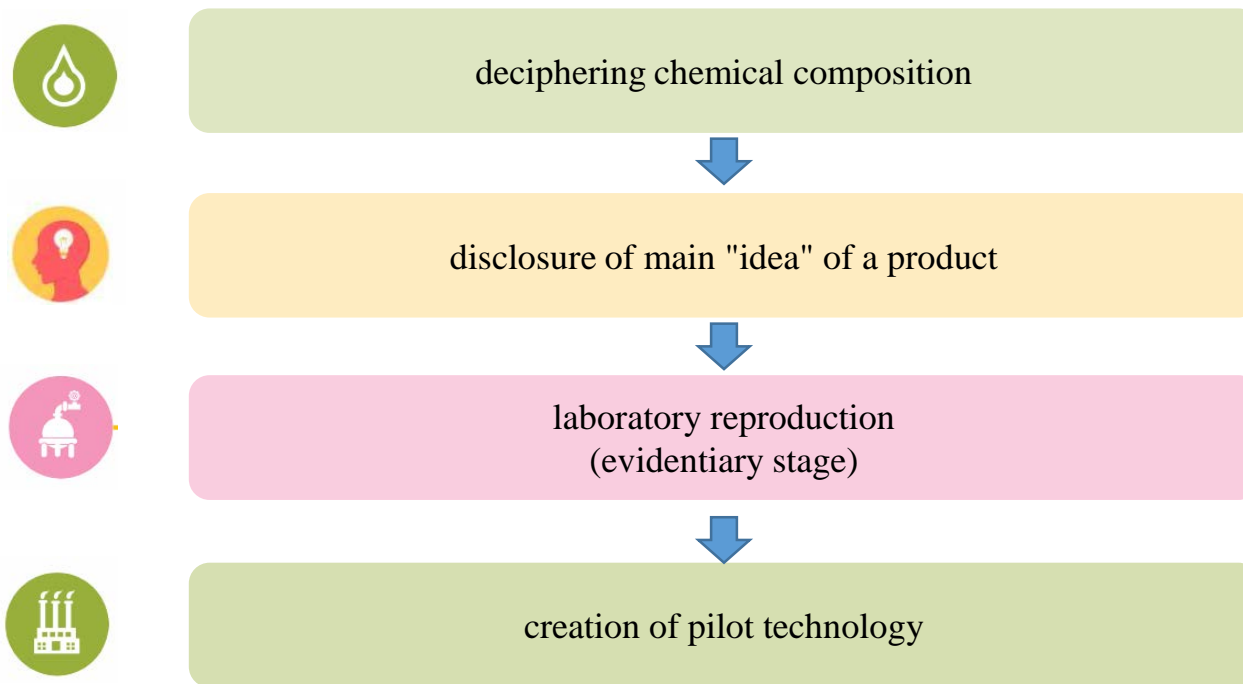 deciphering chemical composition
disclosure of main "idea" of a product
laboratory reproduction
(evidentiary stage)
creation of pilot technology